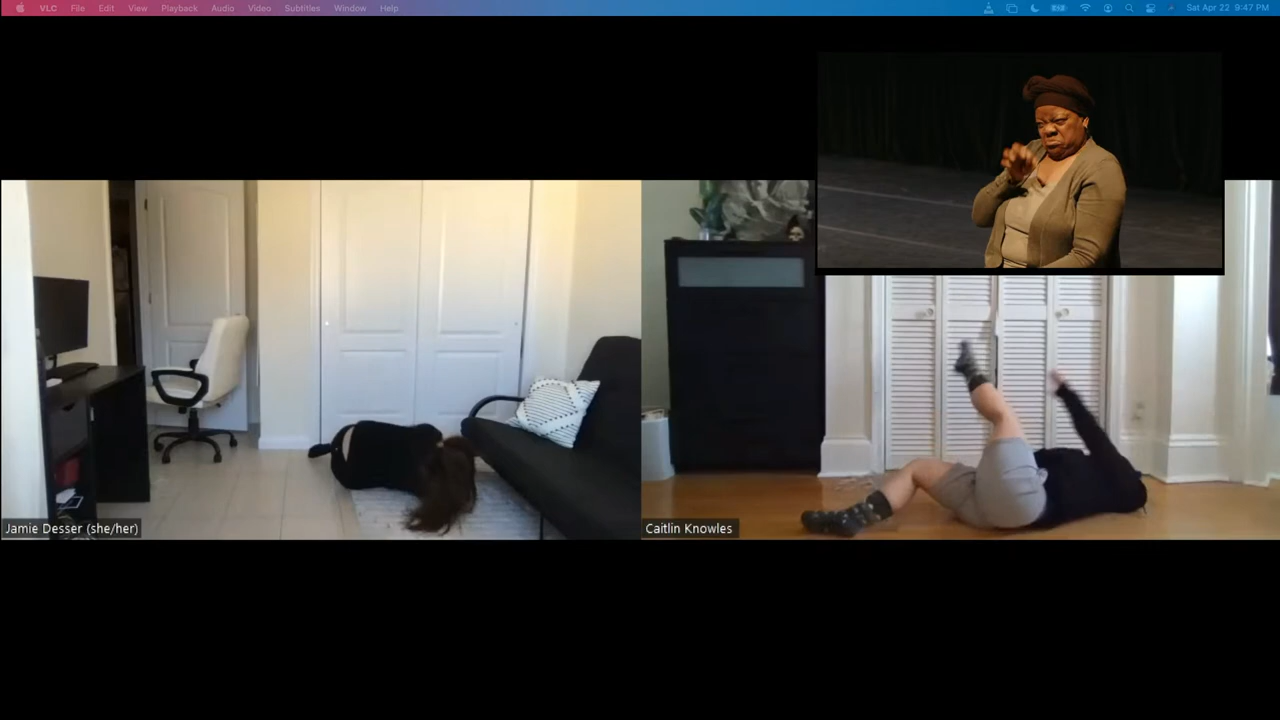 VLC File Edit View Playback Audio Video Subtitles Window Help Sat Apr 22 9:47 PM
Jamie Desser (she/her)
Caitlin Knowles